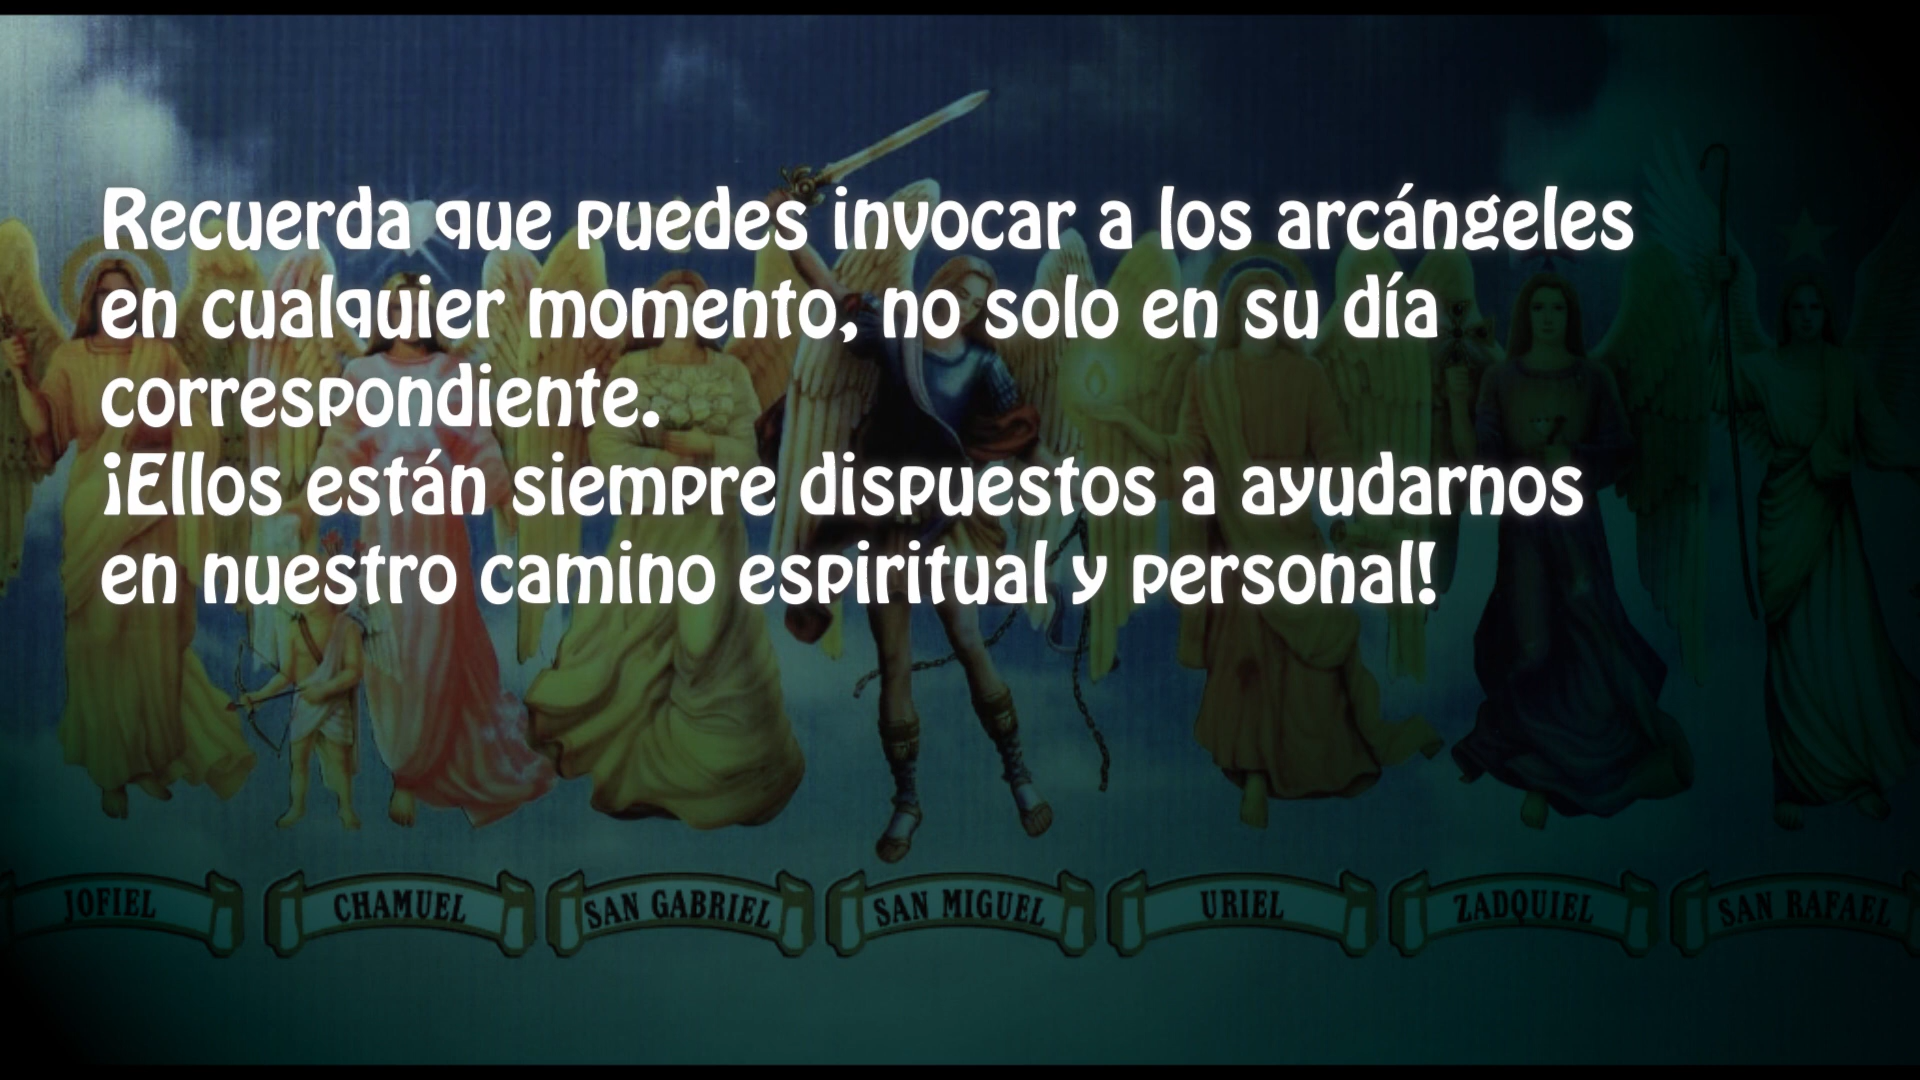 Recuerda que puedes invocar a los arcángeles
en cualquier momento, no solo en su día
correspondiente.
¡Ellos están siempre dispuestos a ayudarnos
en nuestro camino espiritual y personal!
JOFIEL
CHAMUEL
SAN GABRIEL
SAN MIGUEL
URIEL
ZADQUIEL
SAN RAFAEL